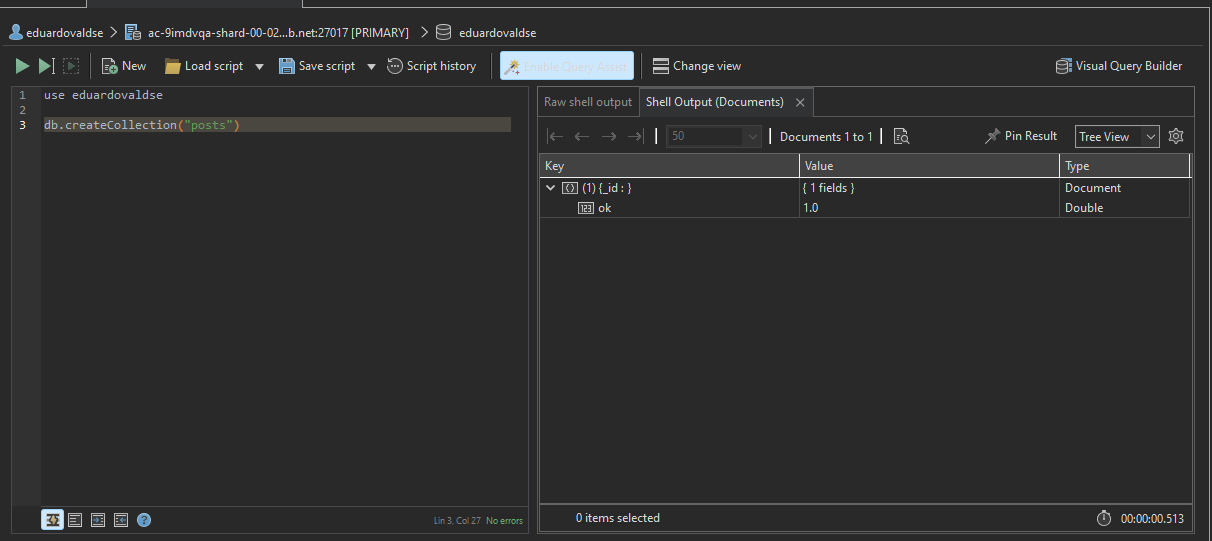 eduardovaldse
ac-9imdvqa-shard-00-02...b.net:27017 [PRIMARY]
eduardovaldse
New
Load script
Save script
Script history
Enable Query Assist
Change view
Visual Query Builder
1 use eduardovaldse
2
3 db.createCollection("posts")
Lin 3, Col 27 No errors
Raw shell output
Shell Output (Documents)
50
Documents 1 to 1
Pin Result
Tree View
Key Value Type
(1) {_id : } { 1 fields } Document
123 ok 1.0 Double
0 items selected
00:00:00.513